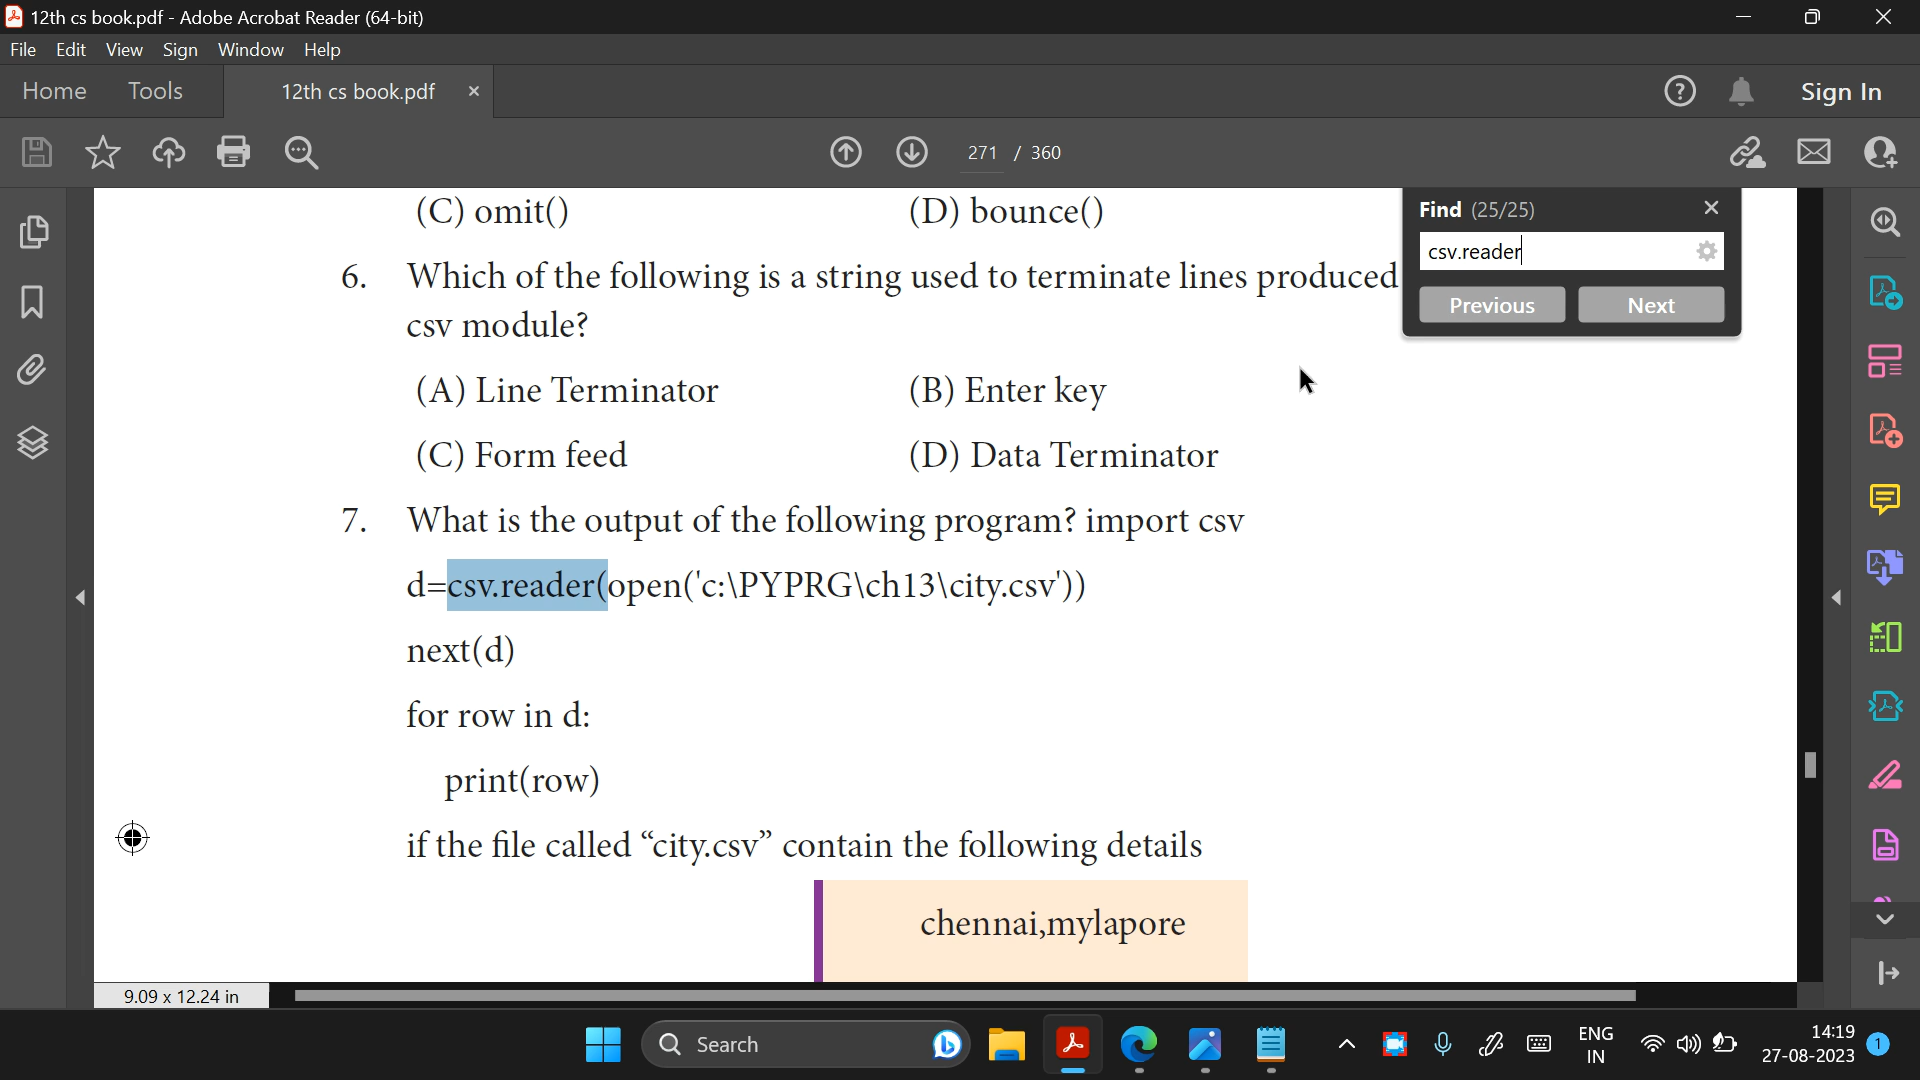 12th cs book.pdf - Adobe Acrobat Reader (64-bit)
File Edit View Sign Window Help
Home Tools 12th cs book.pdf × Sign In
271 / 360
Find (25/25)
csv.reader
Previous Next
(C) omit() (D) bounce()
6. Which of the following is a string used to terminate lines produced
csv module?
(A) Line Terminator (B) Enter key
(C) Form feed (D) Data Terminator
7. What is the output of the following program? import csv
d=csv.reader(open('c:\PYPRG\ch13\city.csv'))
next(d)
for row in d:
print(row)
if the file called “city.csv” contain the following details
chennai,mylapore
9.09 x 12.24 in
Search
ENG
IN
14:19
27-08-2023
1